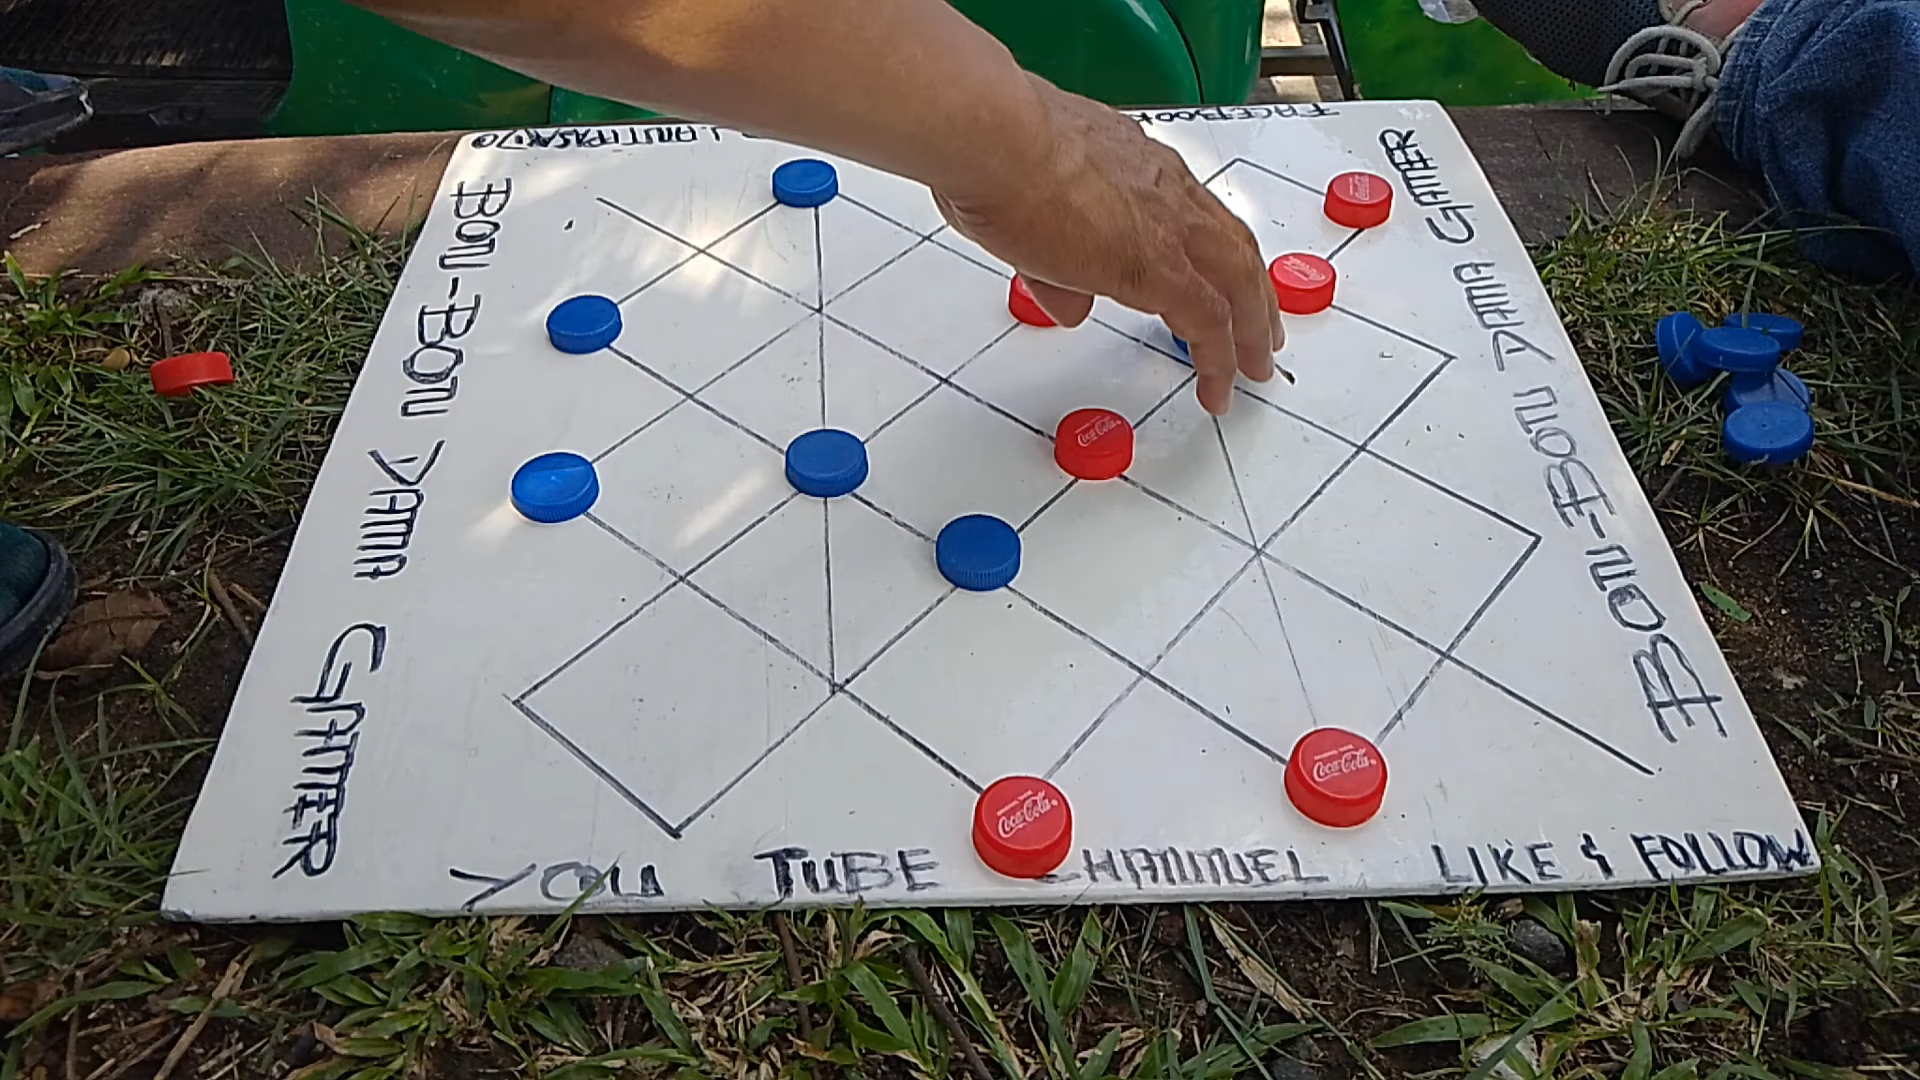 FACEBOOK
BON-BON DAMA GAMER
BON-BON DAMA GAMER
YOU TUBE CHANNEL LIKE & FOLLOW
Coca-Cola
Coca-Cola
Coca-Cola